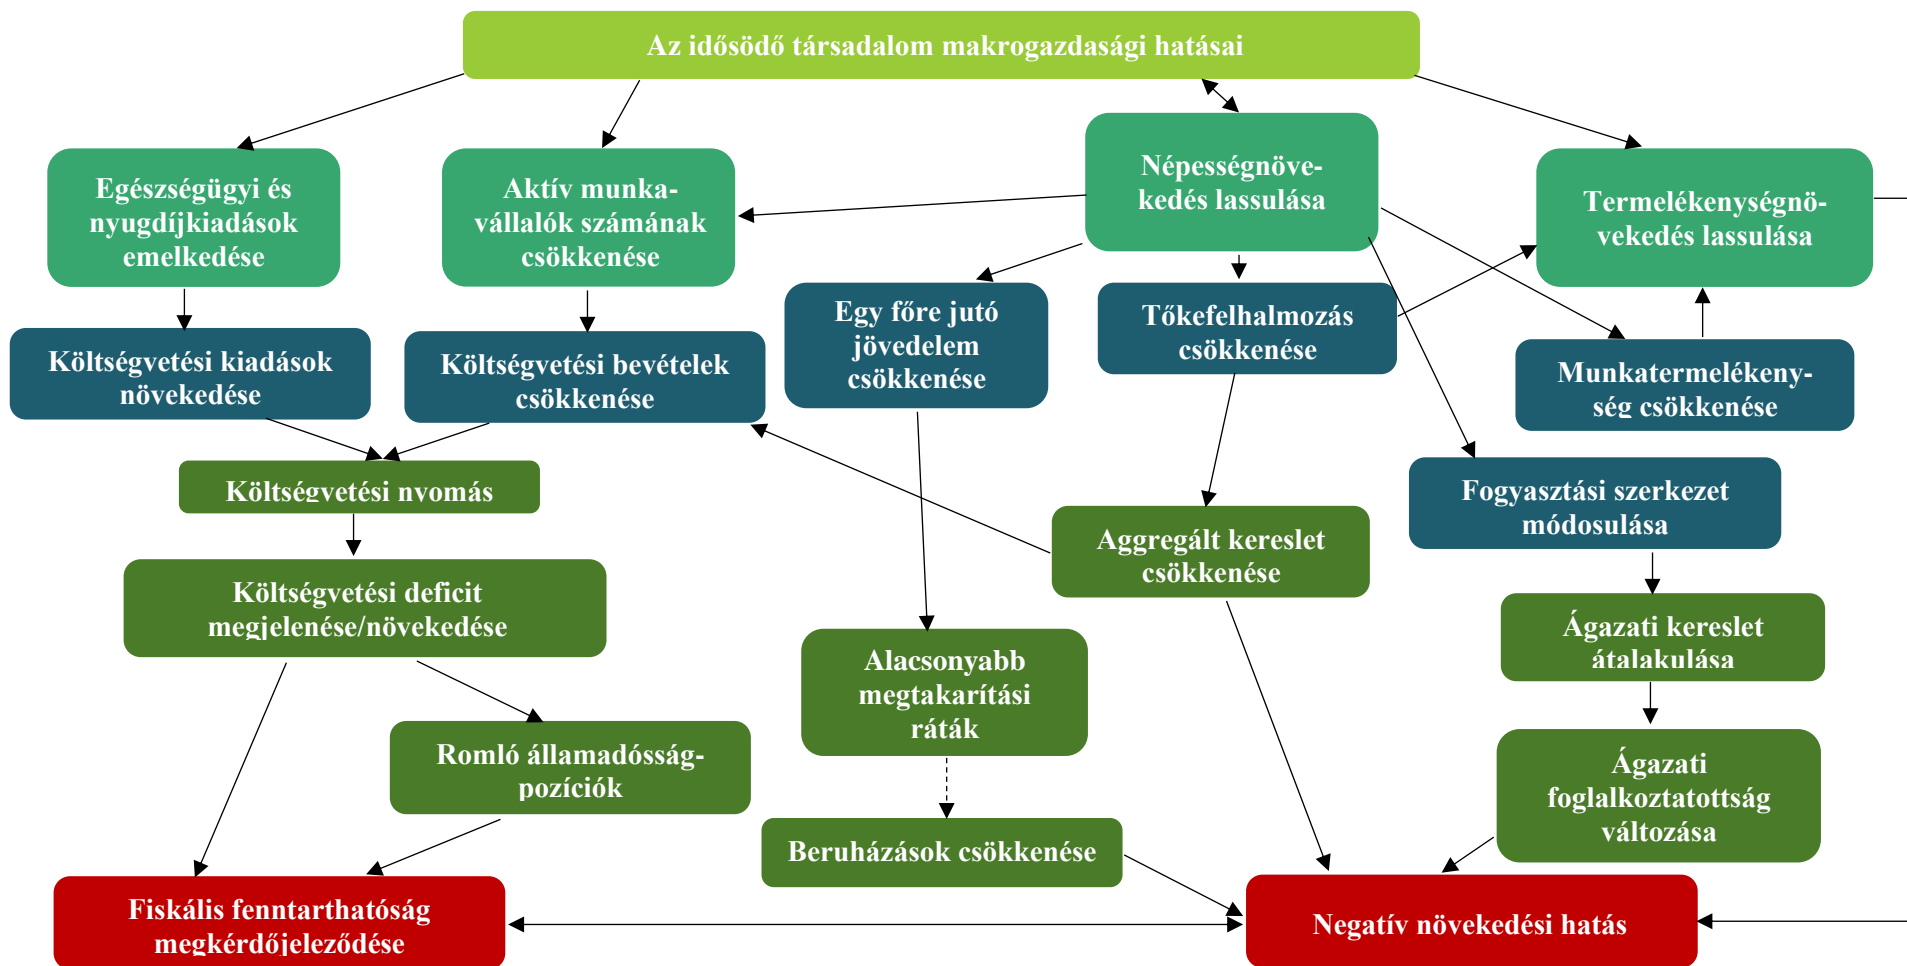 Az idősödő társadalom makrogazdasági hatásai
Egészségügyi és
nyugdíjkiadások
emelkedése
Aktív munka-
vállalók számának
csökkenése
Népességnöve-
kedés lassulása
Termelékenységnö-
vekedés lassulása
Költségvetési kiadások
növekedése
Költségvetési bevételek
csökkenése
Egy főre jutó
jövedelem
csökkenése
Tőkefelhalmozás
csökkenése
Munkatermelékeny-
ség csökkenése
Költségvetési nyomás
Fogyasztási szerkezet
módosulása
Aggregált kereslet
csökkenése
Költségvetési deficit
megjelenése/növekedése
Ágazati kereslet
átalakulása
Alacsonyabb
megtakarítási
ráták
Romló államadósság-
pozíciók
Ágazati
foglalkoztatottság
változása
Beruházások csökkenése
Fiskális fenntarthatóság
megkérdőjeleződése
Negatív növekedési hatás